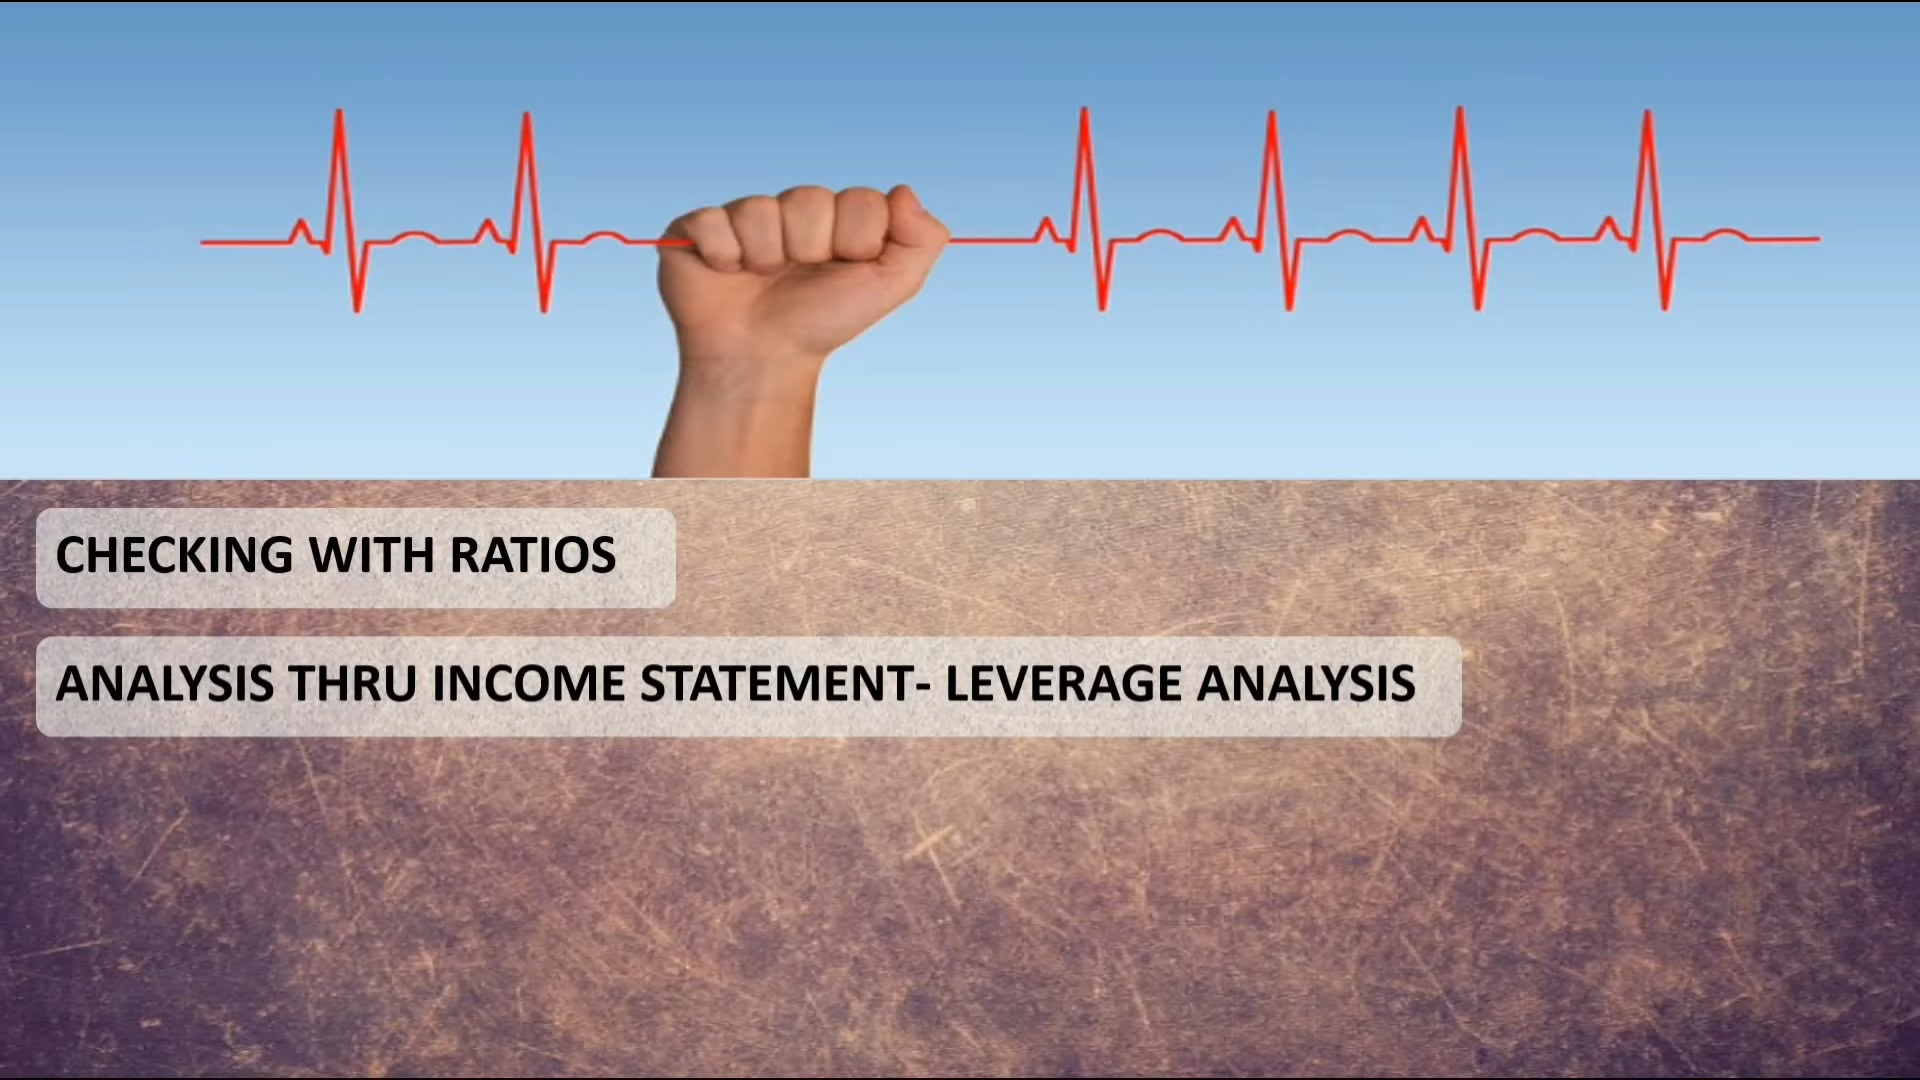 CHECKING WITH RATIOS
ANALYSIS THRU INCOME STATEMENT- LEVERAGE ANALYSIS